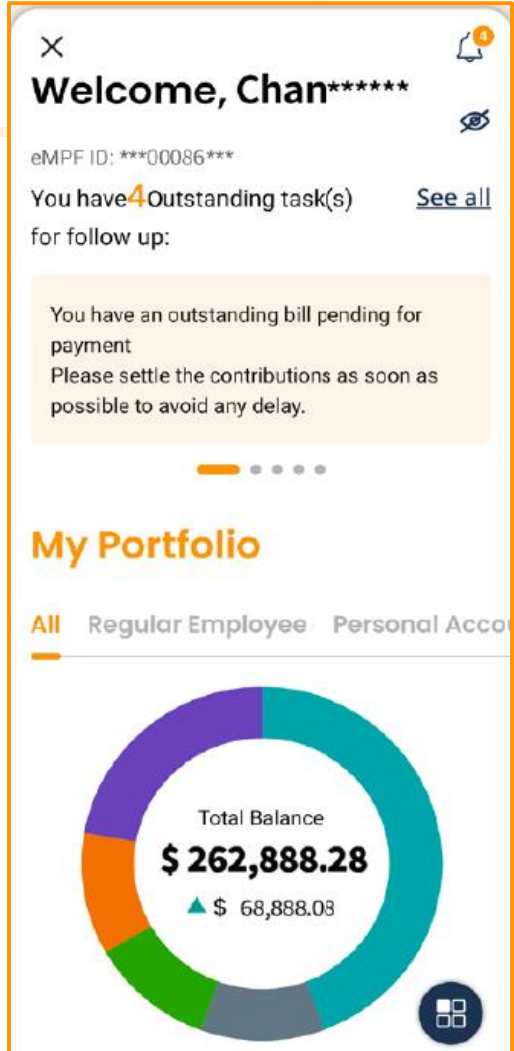 4
Welcome, Chan******
eMPF ID: ***00086***
You have 4 Outstanding task(s) See all
for follow up:
You have an outstanding bill pending for
payment
Please settle the contributions as soon as
possible to avoid any delay.
My Portfolio
All Regular Employee Personal Accou
Total Balance
$ 262,888.28
▲ $ 68,888.08